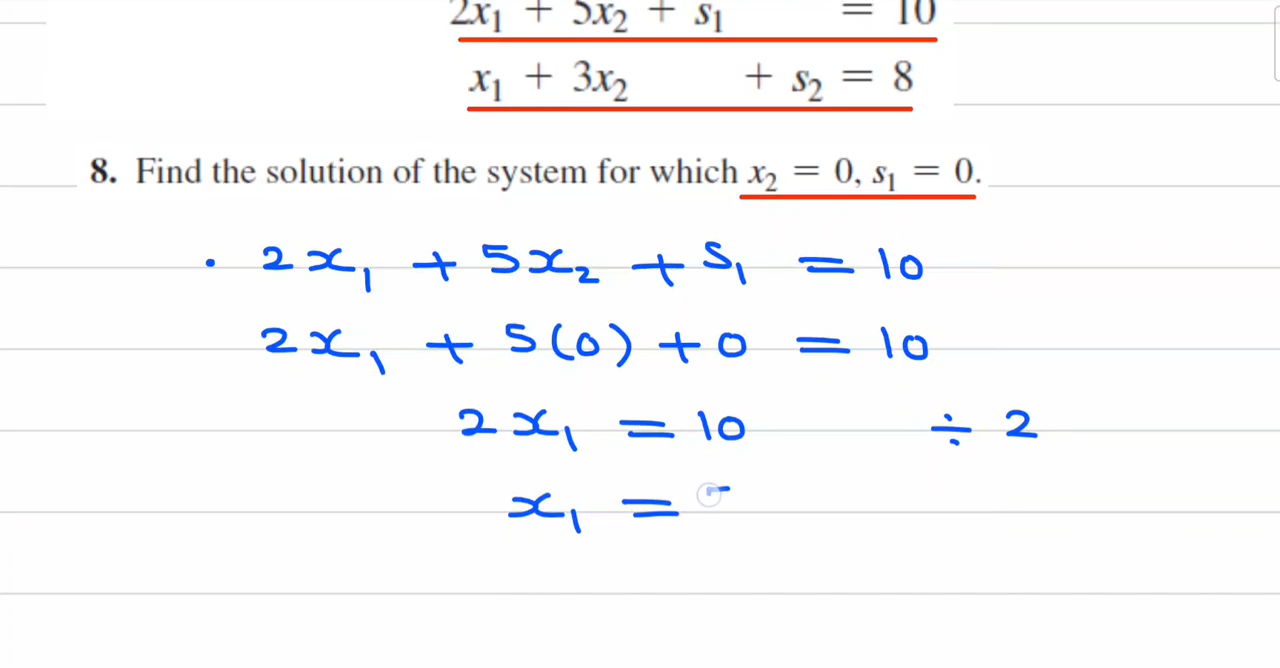 2x₁ + 5x₂ + s₁ = 10
x₁ + 3x₂ + s₂ = 8
8. Find the solution of the system for which x₂ = 0, s₁ = 0.
· 2x₁ + 5x₂ + s₁ = 10
2x₁ + 5(0) + 0 = 10
2x₁ = 10 ÷ 2
x₁ =